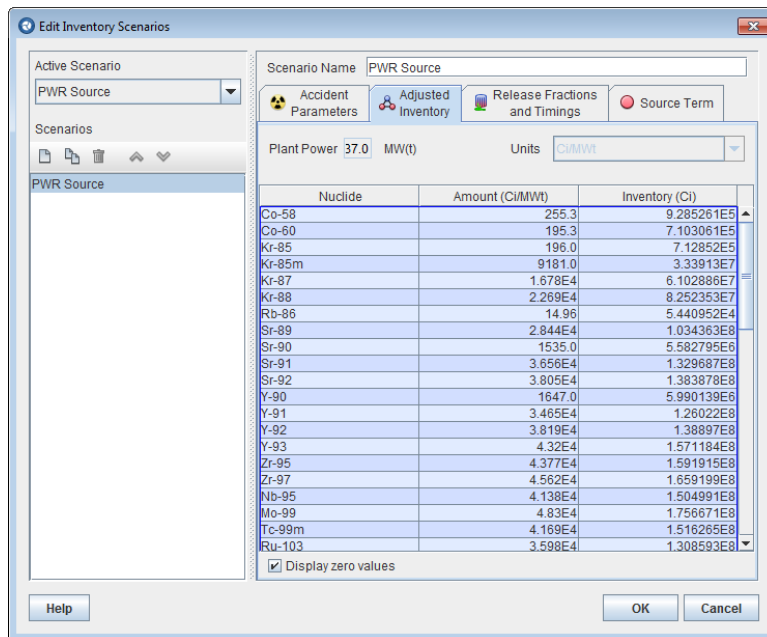 Edit Inventory Scenarios
Active Scenario
PWR Source
Scenarios
PWR Source
Scenario Name PWR Source
Accident Parameters
Adjusted Inventory
Release Fractions and Timings
Source Term
Plant Power 37.0 MW(t) Units Ci/MWt
Nuclide Amount (Ci/MWt) Inventory (Ci)
Co-58 255.3 9.285261E5
Co-60 195.3 7.103061E5
Kr-85 196.0 7.12852E5
Kr-85m 9181.0 3.33913E7
Kr-87 1.678E4 6.102886E7
Kr-88 2.269E4 8.252353E7
Rb-86 14.96 5.440952E4
Sr-89 2.844E4 1.034363E8
Sr-90 1535.0 5.582795E6
Sr-91 3.656E4 1.329687E8
Sr-92 3.805E4 1.383878E8
Y-90 1647.0 5.990139E6
Y-91 3.465E4 1.26022E8
Y-92 3.819E4 1.38897E8
Y-93 4.32E4 1.571184E8
Zr-95 4.377E4 1.591915E8
Zr-97 4.562E4 1.659199E8
Nb-95 4.138E4 1.504991E8
Mo-99 4.83E4 1.756671E8
Tc-99m 4.169E4 1.516265E8
Ru-103 3.598E4 1.308593E8
Display zero values
Help OK Cancel